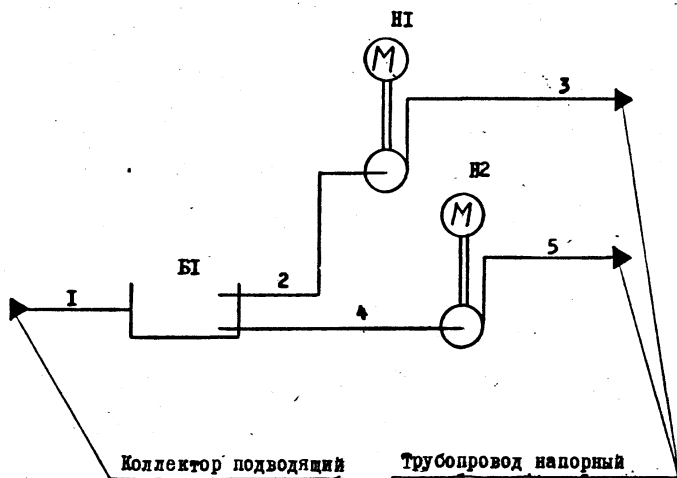 Н1
М
3
Н2
М
5
Б1
2
1
4
Коллектор подводящий
Трубопровод напорный